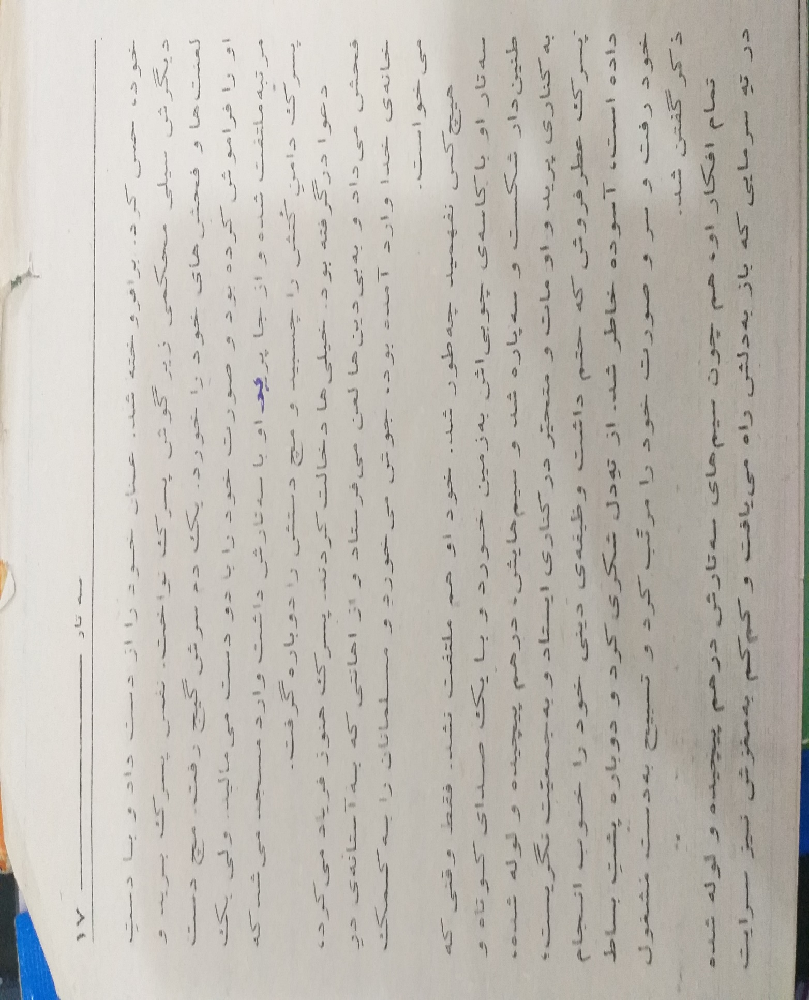 سه تار ۱۷
خود، حس کرد. برافروخته شد. عنان خود را از دست داد و با دستِ
دیگرش سیلی محکمی زیر گوش پسرک نواخت. نفس پسرک برید و
لعنت‌ها و فحش‌های خود را خورد. یک دم سرش گیج رفت. مچ دست
او را فراموش کرده بود و صورت خود را با دو دست می‌مالید. ولی یک
مرتبه ملتفت شده و از جا پرید او با سه‌تارش داشت وارد مسجد می‌شد که
پسرک دامنِ کُتش را چسبید و مچ دستش را دوباره گرفت.
دعوا درگرفته بود. خیلی‌ها دخالت کردند. پسرک هنوز فریاد می‌کرد،
فحش می‌داد و به بی‌دین‌ها لعن می‌فرستاد و از اهانتی که به آستانه‌ی درِ
خانه‌ی خدا وارد آمده بود، جوش می‌خورد و مسلمانان را به کمک
می‌خواست.
هیچ‌کس نفهمید چه‌طور شد. خود او هم ملتفت نشد. فقط وقتی که
سه‌تار او با کاسه‌ی چوبی‌اش به‌زمین خورد و با یک صدای کوتاه و
طنین‌دار شکست و سه‌پاره شد و سیم‌هایش، درهم پیچیده و لوله شده،
به کناری پرید و او مات و متحیّر در کناری ایستاد و به جمعیّت نگریست؛
پسرک عطرفروش که حتم داشت وظیفه‌ی دینی خود را خوب انجام
داده است، آسوده خاطر شد. از تهِ‌دل شکری کرد و دوباره پشتِ بساط
خود رفت و سر و صورت خود را مرتّب کرد و تسبیح به‌دست مشغول
ذکر گفتن شد.
تمام افکار او، هم چون سیم‌های سه‌تارش درهم پیچیده و لوله شده
در تهِ سرمایی که باز به‌دلش راه می‌یافت و کم‌کم به‌مغزش نیز سرایت